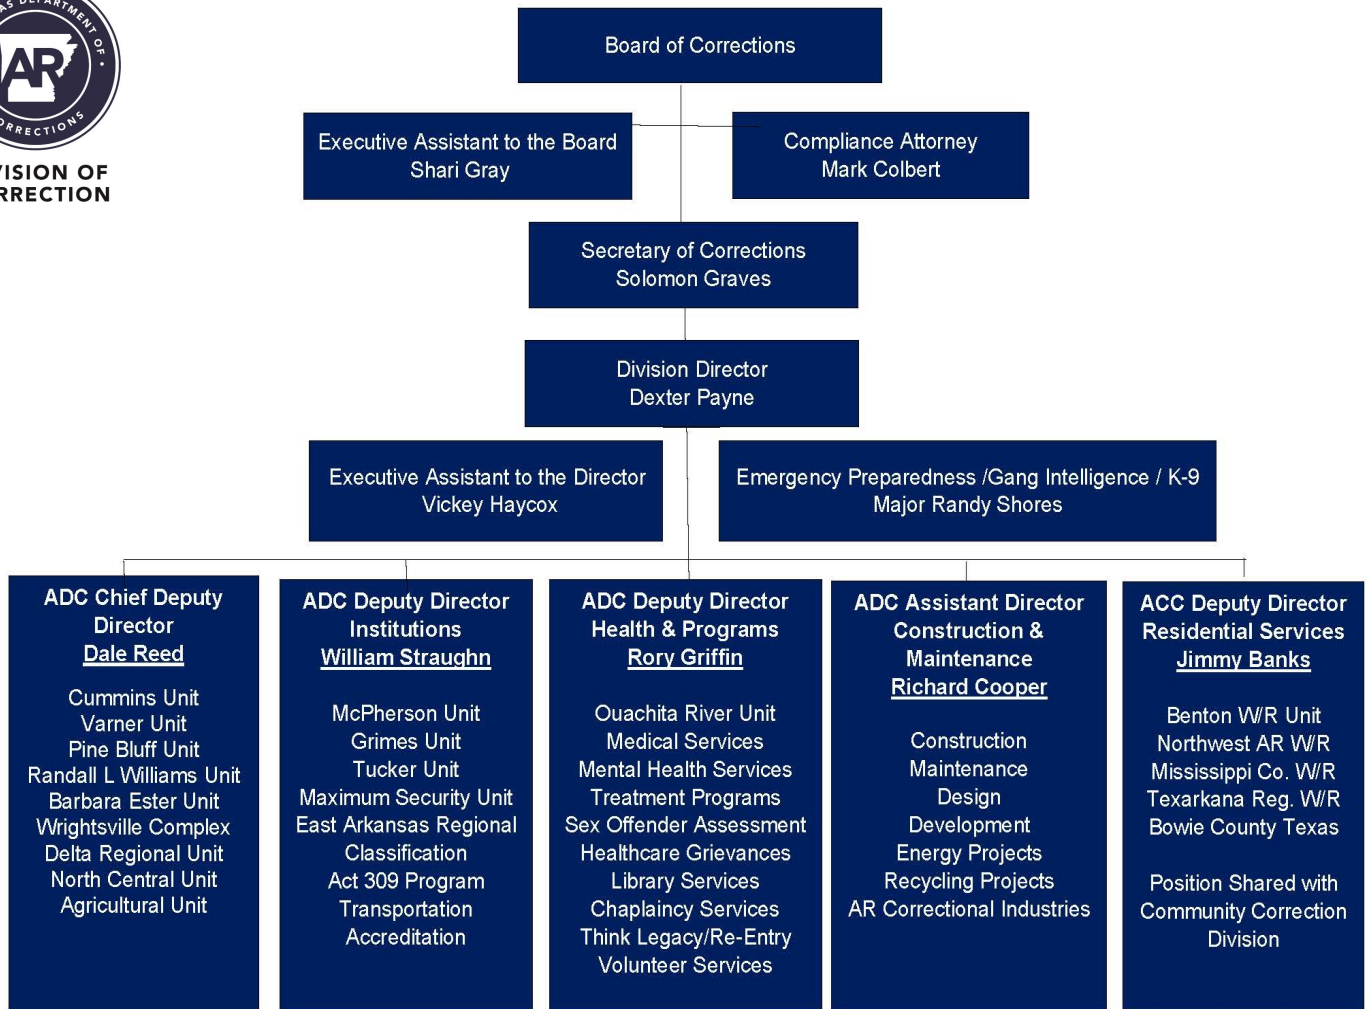 AS DEPARTMENT OF
AR
ORRECTIONS
VISION OF
RRECTION
Board of Corrections
Executive Assistant to the Board
Shari Gray
Compliance Attorney
Mark Colbert
Secretary of Corrections
Solomon Graves
Division Director
Dexter Payne
Executive Assistant to the Director
Vickey Haycox
Emergency Preparedness /Gang Intelligence / K-9
Major Randy Shores
ADC Chief Deputy
Director
Dale Reed
Cummins Unit
Varner Unit
Pine Bluff Unit
Randall L Williams Unit
Barbara Ester Unit
Wrightsville Complex
Delta Regional Unit
North Central Unit
Agricultural Unit
ADC Deputy Director
Institutions
William Straughn
McPherson Unit
Grimes Unit
Tucker Unit
Maximum Security Unit
East Arkansas Regional
Classification
Act 309 Program
Transportation
Accreditation
ADC Deputy Director
Health & Programs
Rory Griffin
Ouachita River Unit
Medical Services
Mental Health Services
Treatment Programs
Sex Offender Assessment
Healthcare Grievances
Library Services
Chaplaincy Services
Think Legacy/Re-Entry
Volunteer Services
ADC Assistant Director
Construction &
Maintenance
Richard Cooper
Construction
Maintenance
Design
Development
Energy Projects
Recycling Projects
AR Correctional Industries
ACC Deputy Director
Residential Services
Jimmy Banks
Benton W/R Unit
Northwest AR W/R
Mississippi Co. W/R
Texarkana Reg. W/R
Bowie County Texas
Position Shared with
Community Correction
Division